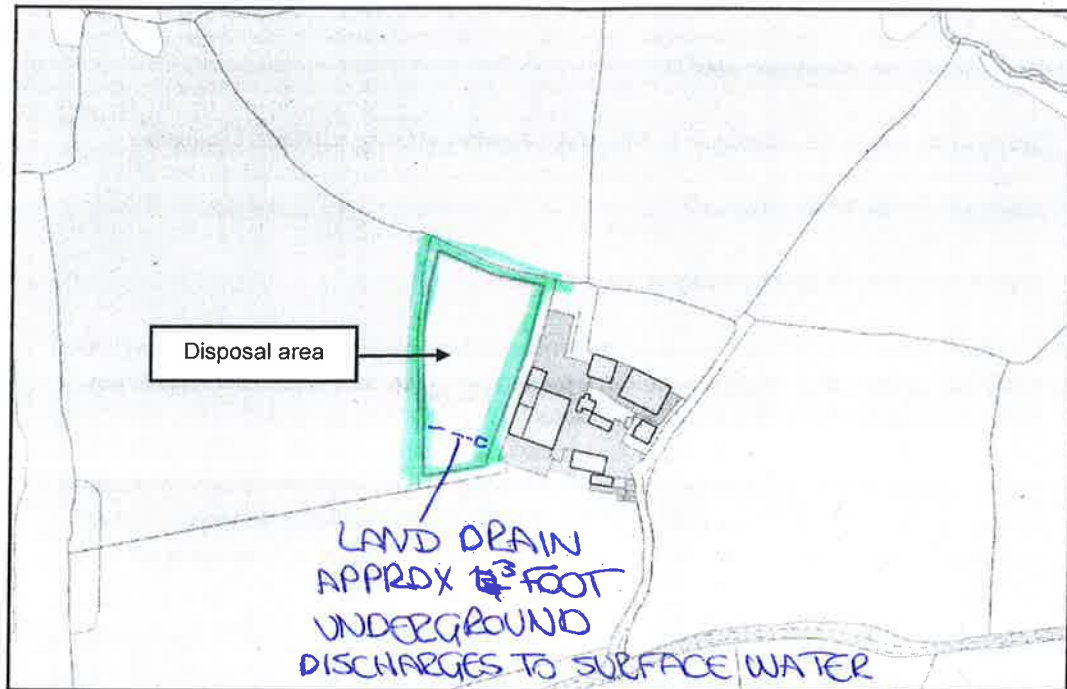 Disposal area
LAND DRAIN
APPROX 3 FOOT
UNDERGROUND
DISCHARGES TO SURFACE WATER